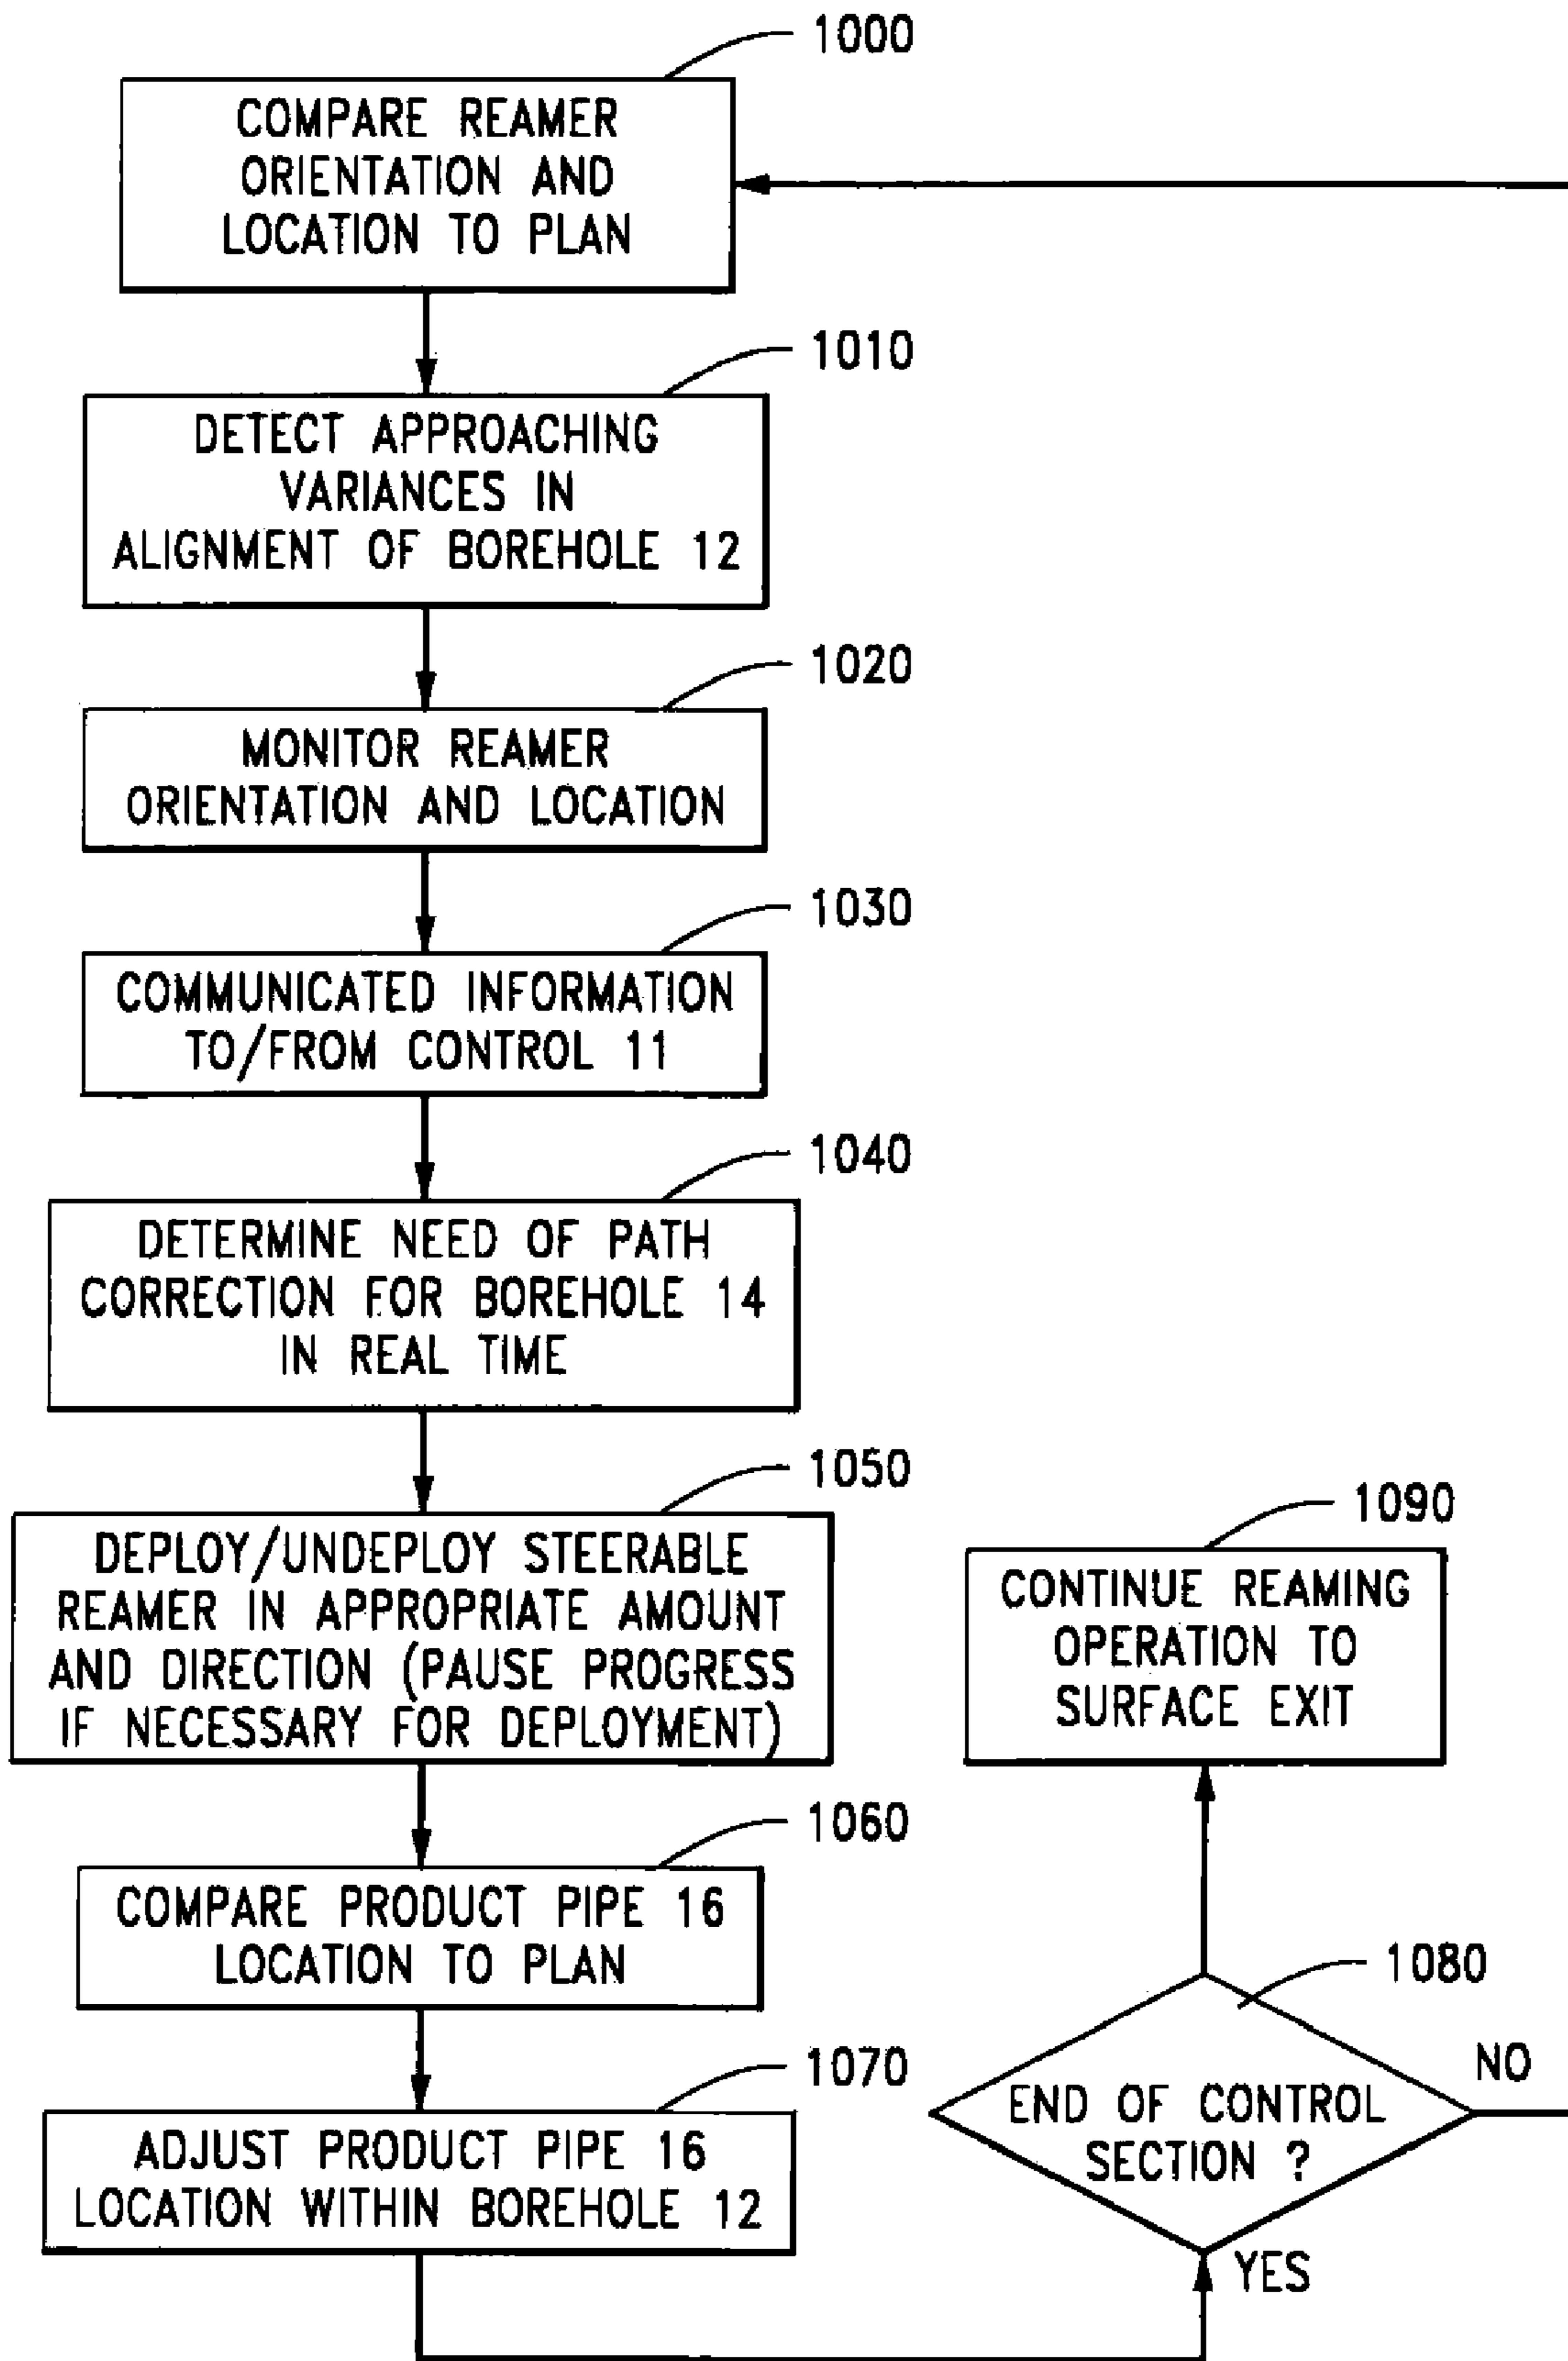 1000
COMPARE REAMER
ORIENTATION AND
LOCATION TO PLAN
1010
DETECT APPROACHING
VARIANCES IN
ALIGNMENT OF BOREHOLE 12
1020
MONITOR REAMER
ORIENTATION AND LOCATION
1030
COMMUNICATED INFORMATION
TO/FROM CONTROL 11
1040
DETERMINE NEED OF PATH
CORRECTION FOR BOREHOLE 14
IN REAL TIME
1050
DEPLOY/UNDEPLOY STEERABLE
REAMER IN APPROPRIATE AMOUNT
AND DIRECTION (PAUSE PROGRESS
IF NECESSARY FOR DEPLOYMENT)
1060
COMPARE PRODUCT PIPE 16
LOCATION TO PLAN
1070
ADJUST PRODUCT PIPE 16
LOCATION WITHIN BOREHOLE 12
1080
END OF CONTROL
SECTION ?
NO
YES
1090
CONTINUE REAMING
OPERATION TO
SURFACE EXIT